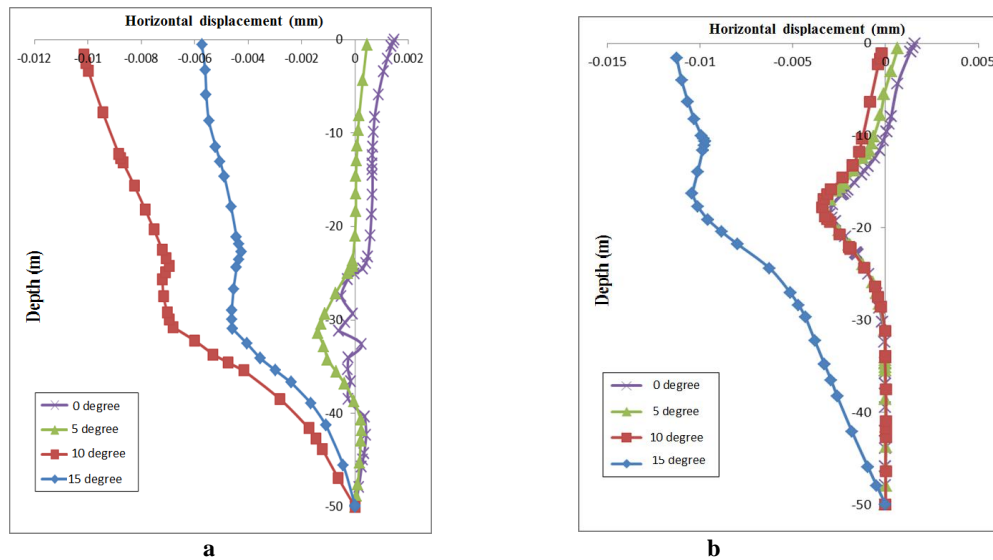 Horizontal displacement (mm)
-0.012
-0.01
-0.008
-0.006
-0.004
-0.002
0
0.002
0
-10
-20
-30
-40
-50
Depth (m)
0 degree
5 degree
10 degree
15 degree
a
Horizontal displacement (mm)
-0.015
-0.01
-0.005
0
0.005
0
-10
-20
-30
-40
-50
Depth (m)
0 degree
5 degree
10 degree
15 degree
b